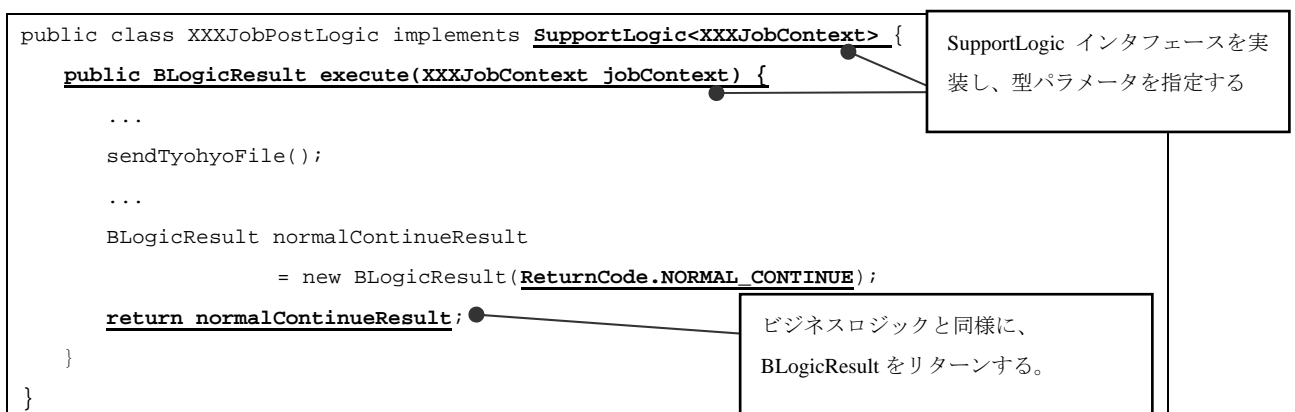 public class XXXJobPostLogic implements SupportLogic<XXXJobContext> {
public BLogicResult execute(XXXJobContext jobContext) {
...
sendTyohyoFile();
...
BLogicResult normalContinueResult
= new BLogicResult(ReturnCode.NORMAL_CONTINUE);
return normalContinueResult;
}
}
SupportLogic インタフェースを実
装し、型パラメータを指定する
ビジネスロジックと同様に、
BLogicResult をリターンする。